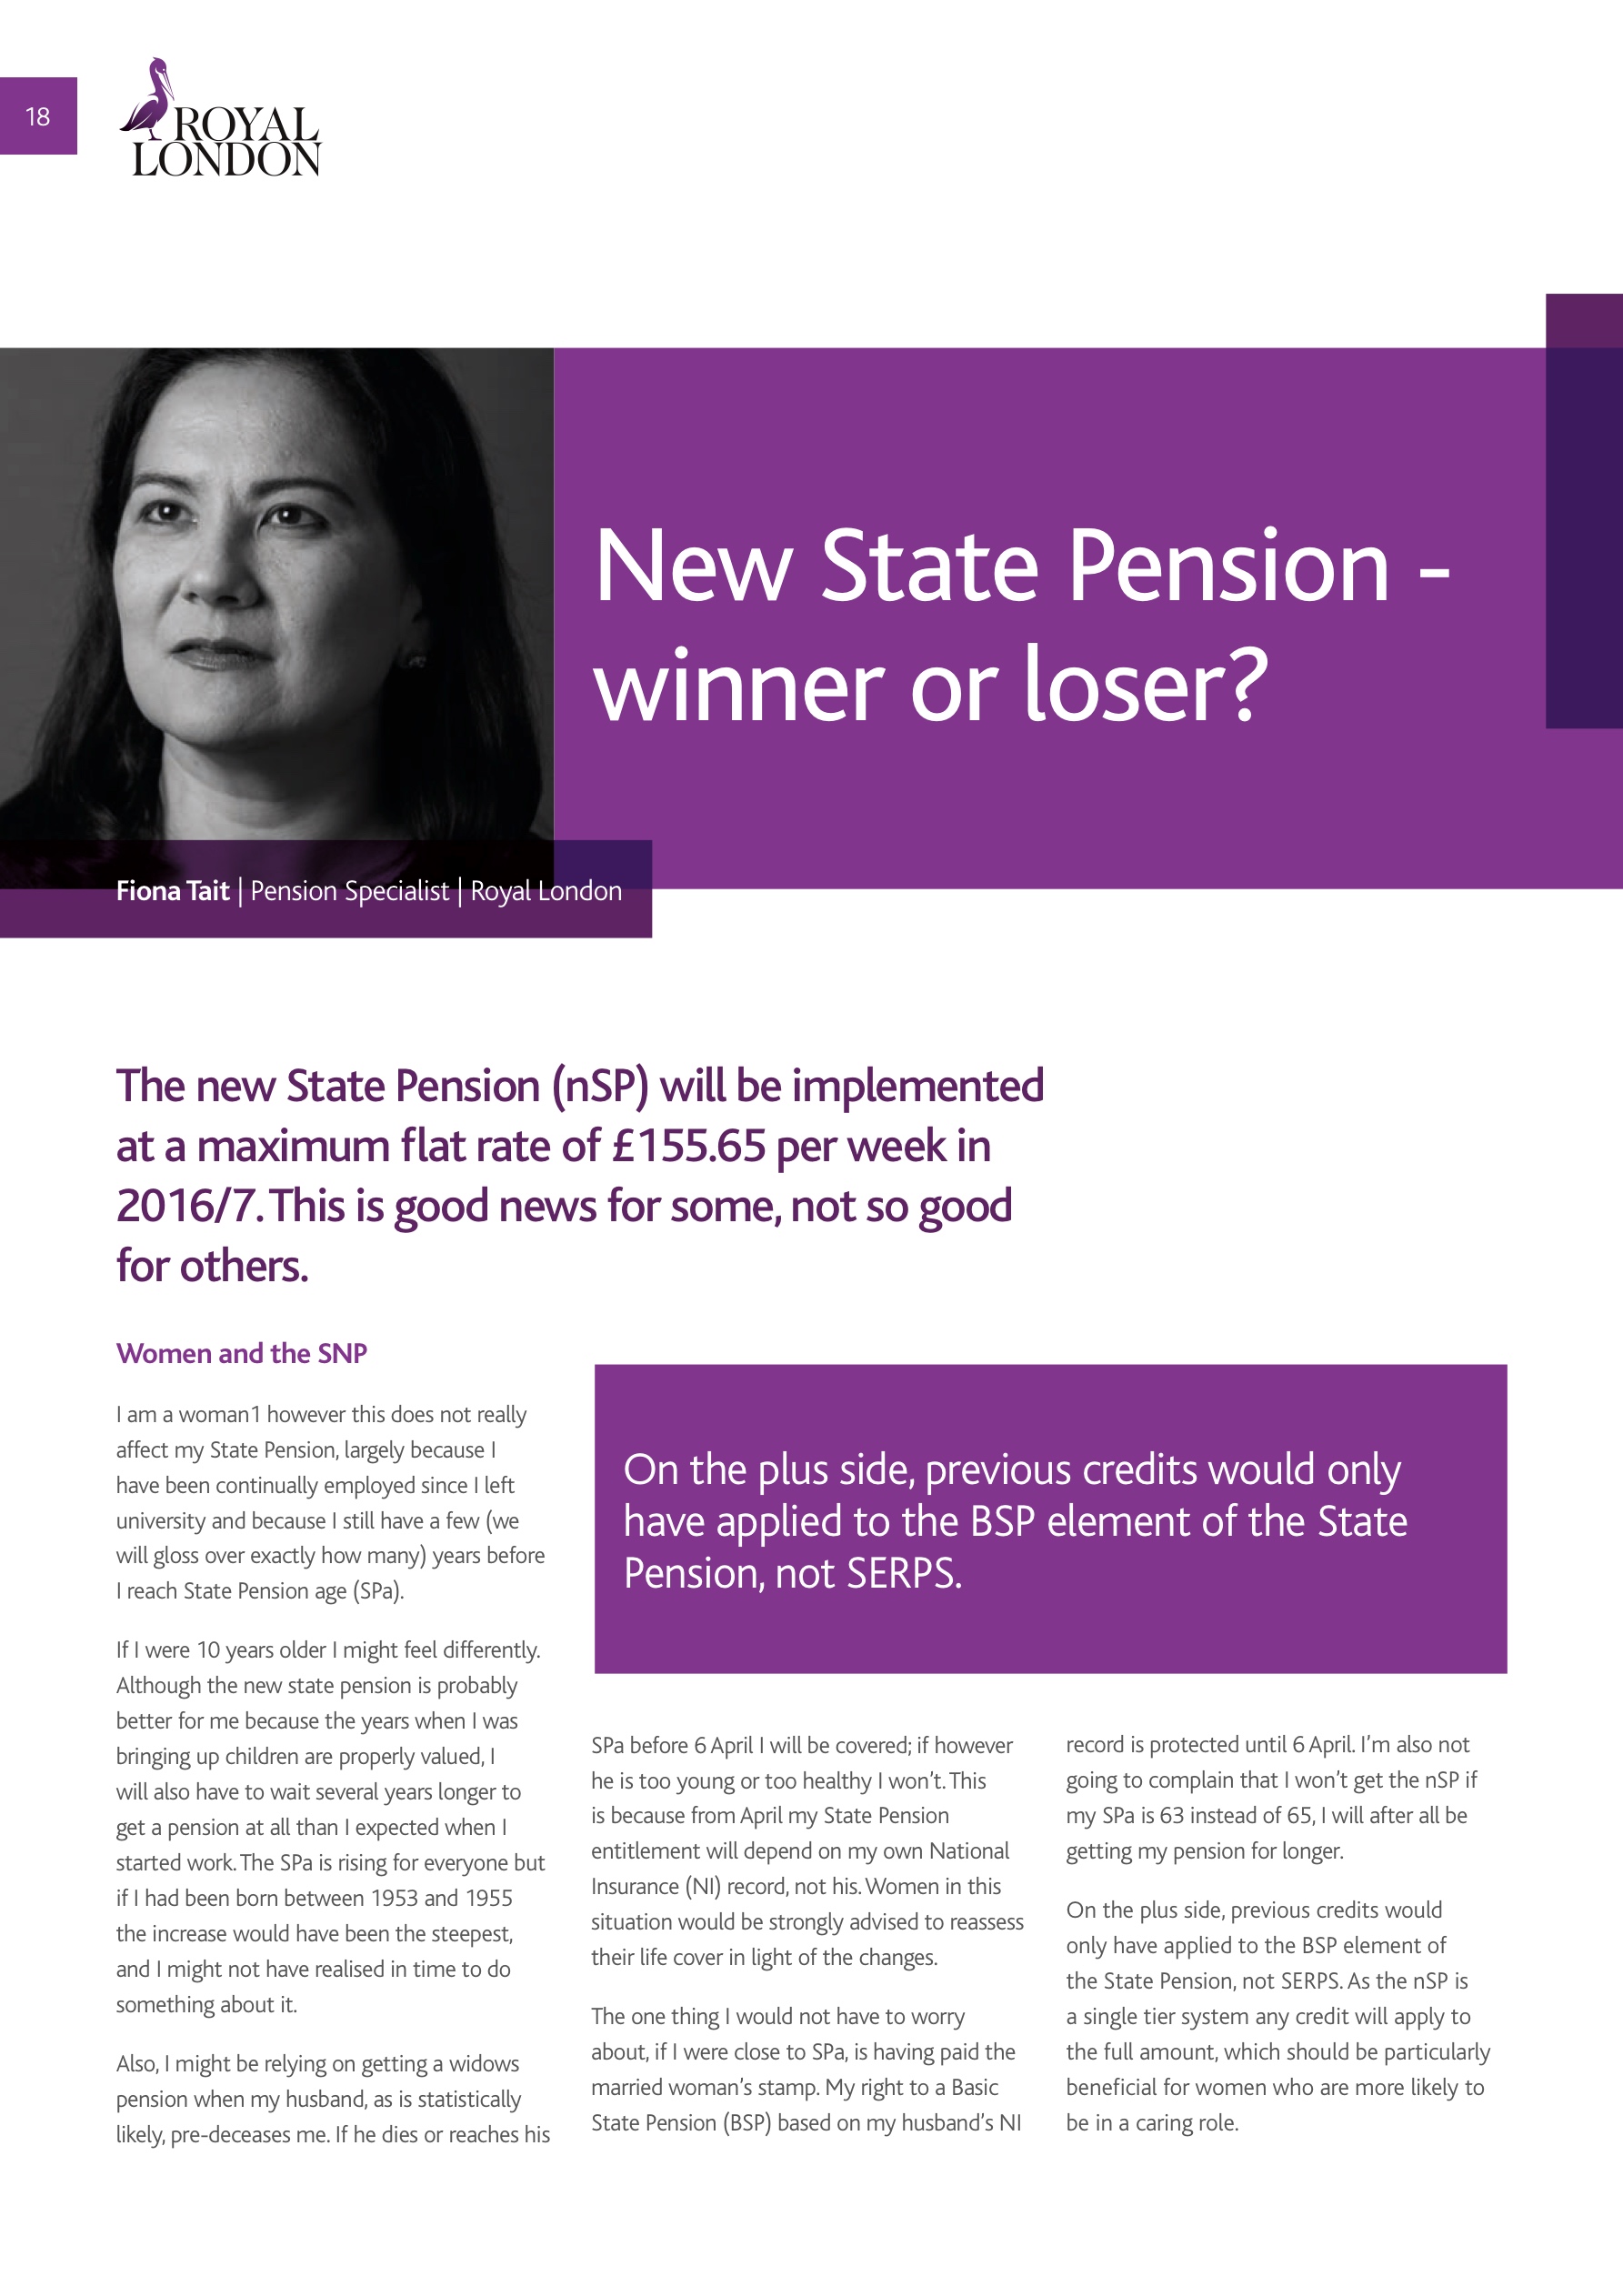 18
ROYAL
LONDON
New State Pension -
winner or loser?
Fiona Tait | Pension Specialist | Royal London
The new State Pension (nSP) will be implemented
at a maximum flat rate of £155.65 per week in
2016/7. This is good news for some, not so good
for others.
Women and the SNP
I am a woman1 however this does not really
affect my State Pension, largely because I
have been continually employed since I left
university and because I still have a few (we
will gloss over exactly how many) years before
I reach State Pension age (SPa).
If I were 10 years older I might feel differently.
Although the new state pension is probably
better for me because the years when I was
bringing up children are properly valued, I
will also have to wait several years longer to
get a pension at all than I expected when I
started work. The SPa is rising for everyone but
if I had been born between 1953 and 1955
the increase would have been the steepest,
and I might not have realised in time to do
something about it.
Also, I might be relying on getting a widows
pension when my husband, as is statistically
likely, pre-deceases me. If he dies or reaches his
On the plus side, previous credits would only
have applied to the BSP element of the State
Pension, not SERPS.
SPa before 6 April I will be covered; if however
he is too young or too healthy I won't. This
is because from April my State Pension
entitlement will depend on my own National
Insurance (NI) record, not his. Women in this
situation would be strongly advised to reassess
their life cover in light of the changes.
The one thing I would not have to worry
about, if I were close to SPa, is having paid the
married woman's stamp. My right to a Basic
State Pension (BSP) based on my husband's NI
record is protected until 6 April. I'm also not
going to complain that I won't get the nSP if
my SPa is 63 instead of 65, I will after all be
getting my pension for longer.
On the plus side, previous credits would
only have applied to the BSP element of
the State Pension, not SERPS. As the nSP is
a single tier system any credit will apply to
the full amount, which should be particularly
beneficial for women who are more likely to
be in a caring role.